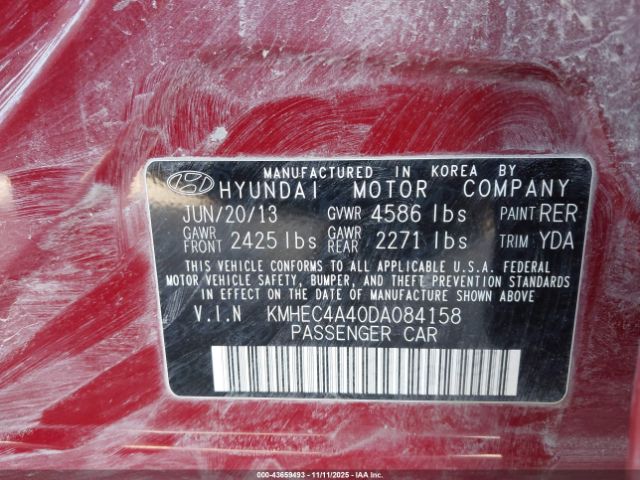 MANUFACTURED IN KOREA BY
HYUNDAI MOTOR COMPANY
JUN/20/13 GVWR 4586 lbs PAINT RER
GAWR FRONT 2425 lbs GAWR REAR 2271 lbs TRIM YDA
THIS VEHICLE CONFORMS TO ALL APPLICABLE U.S.A. FEDERAL
MOTOR VEHICLE SAFETY, BUMPER, AND THEFT PREVENTION STANDARDS
IN EFFECT ON THE DATE OF MANUFACTURE SHOWN ABOVE
V.I.N KMHEC4A40DA084158
PASSENGER CAR
000-43659493 - 11/11/2025 - IAA Inc.